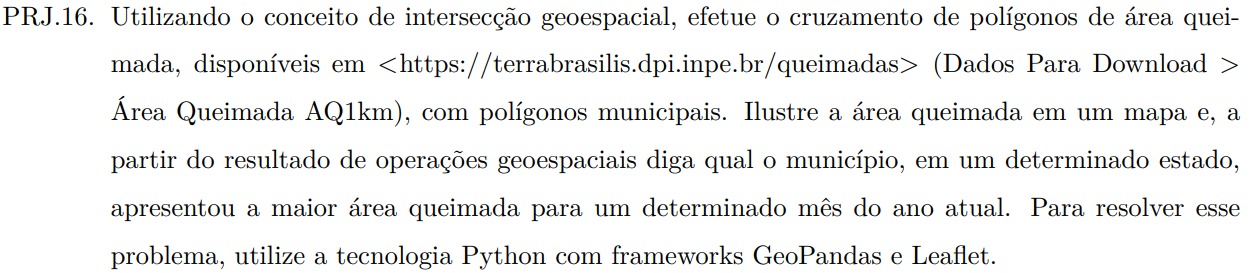 PRJ.16. Utilizando o conceito de intersecção geoespacial, efetue o cruzamento de polígonos de área quei-
mada, disponíveis em <https://terrabrasilis.dpi.inpe.br/queimadas> (Dados Para Download >
Área Queimada AQ1km), com polígonos municipais. Ilustre a área queimada em um mapa e, a
partir do resultado de operações geoespaciais diga qual o município, em um determinado estado,
apresentou a maior área queimada para um determinado mês do ano atual. Para resolver esse
problema, utilize a tecnologia Python com frameworks GeoPandas e Leaflet.